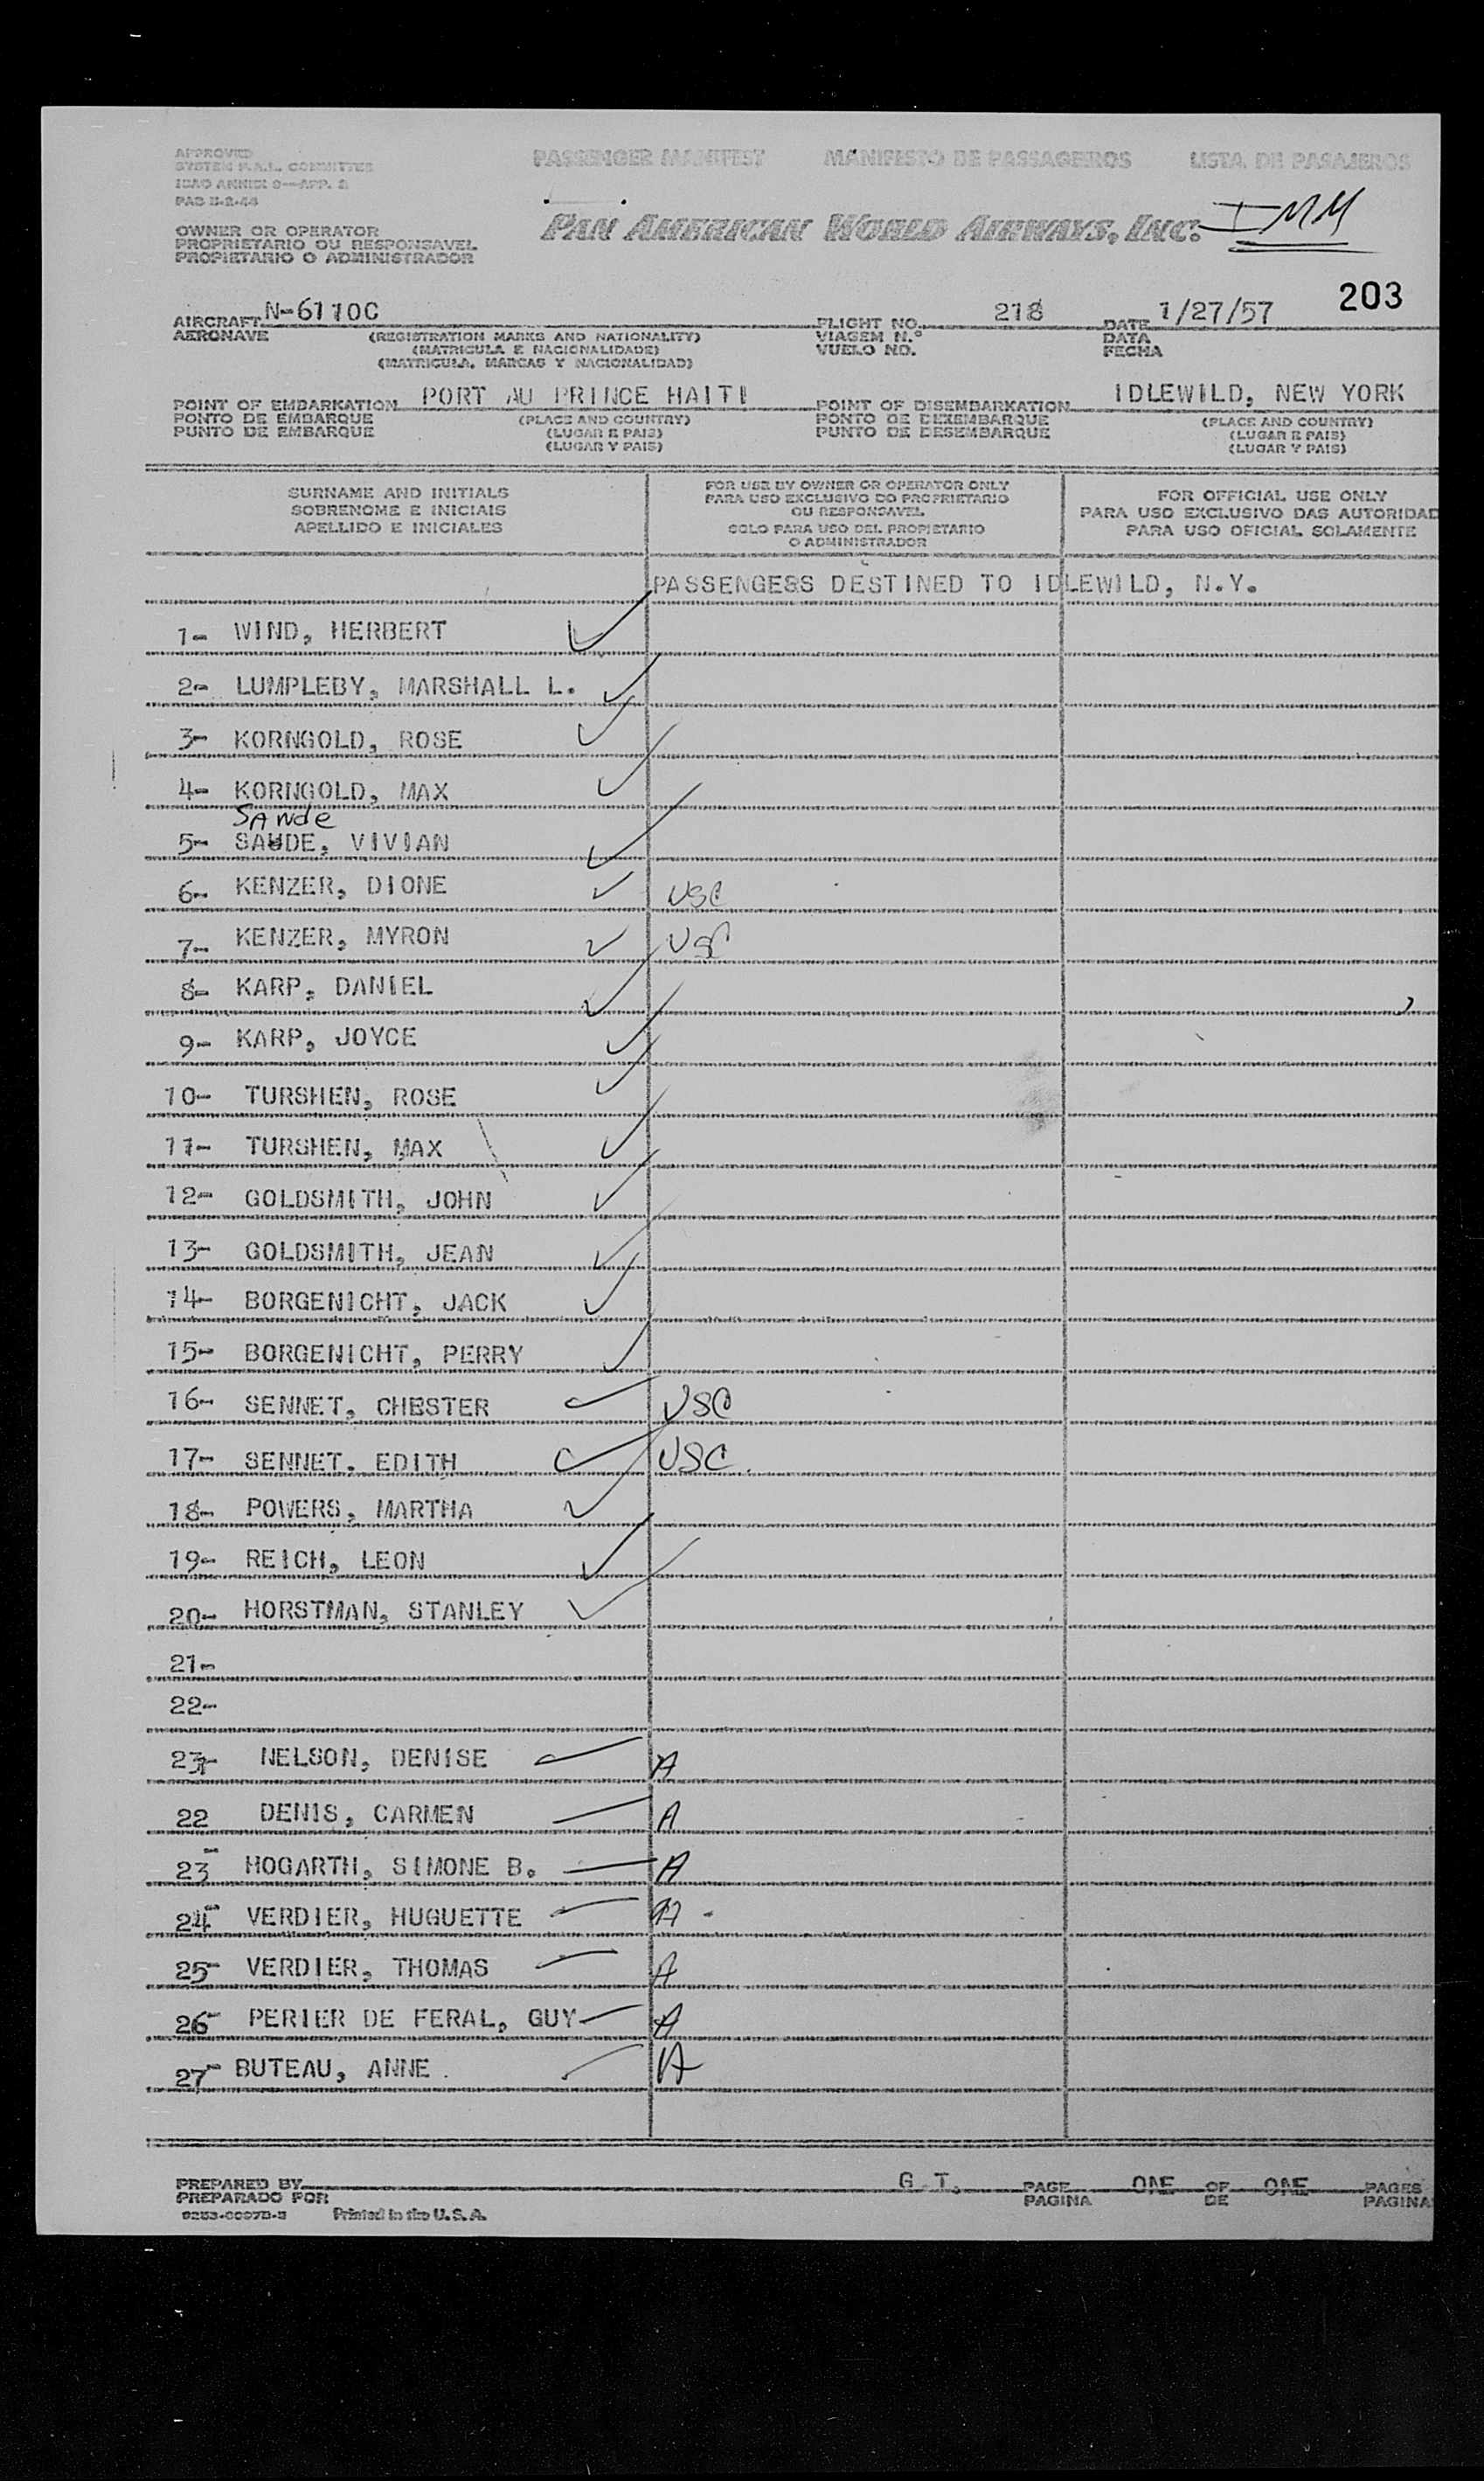 APPROVED
SYSTEM F.A.L. COMMITTEE
ICAO ANNEX 9—APP. 2
PASSENGER MANIFEST MANIFESTO DE PASSAGEIROS LISTA DE PASAJEROS
OWNER OR OPERATOR
PROPRIETARIO OU RESPONSAVEL
PROPIETARIO O ADMINISTRADOR
PAN AMERICAN WORLD AIRWAYS, INC. IMM
203
AIRCRAFT N-6110C FLIGHT NO. 218 DATE 1/27/57
AERONAVE (REGISTRATION MARKS AND NATIONALITY) VIAGEM N.º DATA
(MATRICULA E NACIONALIDADE) VUELO NO. FECHA
(MATRICULA, MARCAS Y NACIONALIDAD)
POINT OF EMBARKATION PORT AU PRINCE HAITI POINT OF DISEMBARKATION IDLEWILD, NEW YORK
PONTO DE EMBARQUE (PLACE AND COUNTRY) PONTO DE DEZEMBARQUE (PLACE AND COUNTRY)
PUNTO DE EMBARQUE (LUGAR E PAIS) PUNTO DE DESEMBARQUE (LUGAR E PAIS)
(LUGAR Y PAIS) (LUGAR Y PAIS)
SURNAME AND INITIALS
SOBRENOME E INICIAIS
APELLIDO E INICIALES
FOR USE BY OWNER OR OPERATOR ONLY
PARA USO EXCLUSIVO DO PROPRIETARIO
OU RESPONSAVEL
SOLO PARA USO DEL PROPIETARIO
O ADMINISTRADOR
FOR OFFICIAL USE ONLY
PARA USO EXCLUSIVO DAS AUTORIDAD
PARA USO OFICIAL SOLAMENTE
PASSENGESS DESTINED TO IDLEWILD, N.Y.
1- WIND, HERBERT
2- LUMPLEBY, MARSHALL L.
3- KORNGOLD, ROSE
4- KORNGOLD, MAX
SANde
5- SAUDE, VIVIAN
6- KENZER, DIONE USC
7- KENZER, MYRON USC
8- KARP, DANIEL
9- KARP, JOYCE
10- TURSHEN, ROSE
11- TURSHEN, MAX
12- GOLDSMITH, JOHN
13- GOLDSMITH, JEAN
14- BORGENICHT, JACK
15- BORGENICHT, PERRY
16- SENNET, CHESTER USC
17- SENNET. EDITH USC.
18- POWERS, MARTHA
19- REICH, LEON
20- HORSTMAN, STANLEY
21-
22-
23- NELSON, DENISE A
22 DENIS, CARMEN A
23- HOGARTH, SIMONE B. A
24- VERDIER, HUGUETTE A
25- VERDIER, THOMAS A
26- PERIER DE FERAL, GUY A
27- BUTEAU, ANNE A
PREPARED BY G.T. PAGE ONE OF ONE PAGES
PREPARADO POR PAGINA DE PAGINA
Printed in the U.S.A.